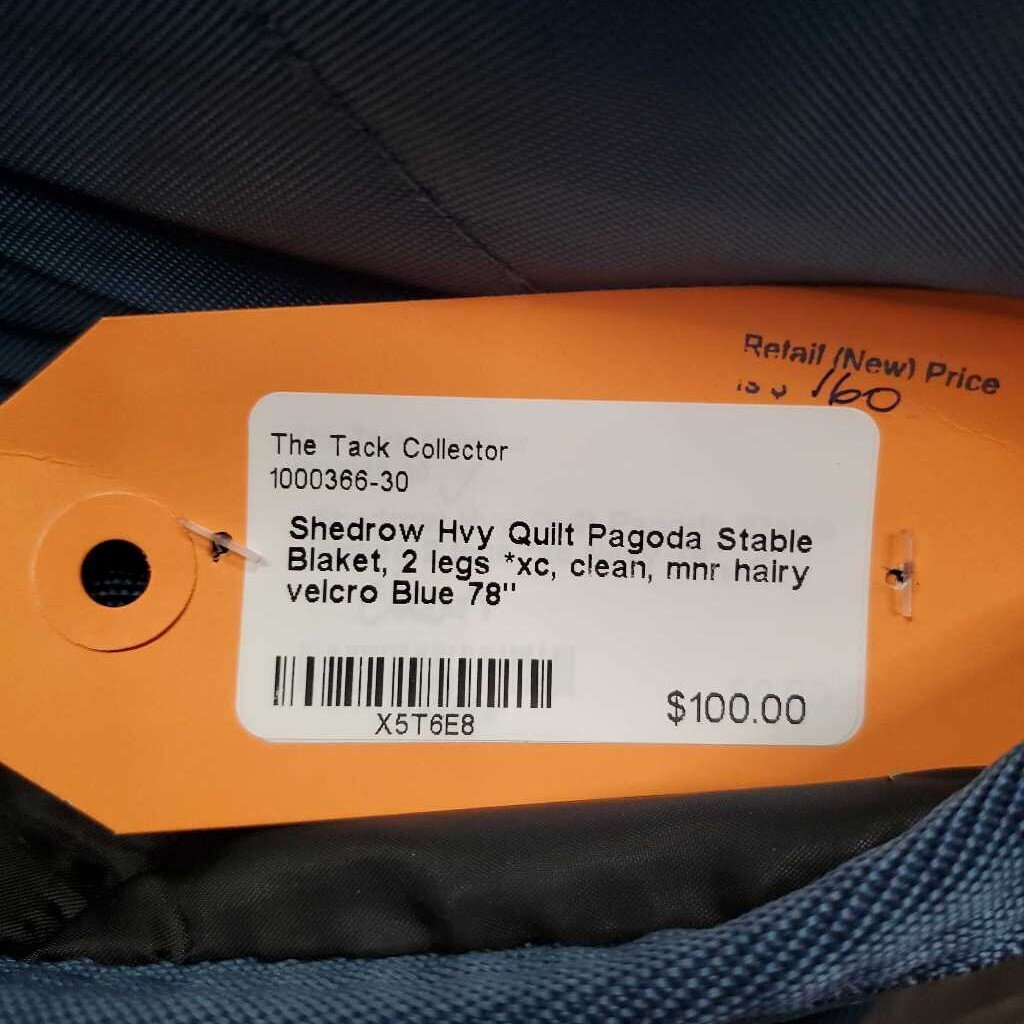 Retail (New) Price
is $ 160
The Tack Collector
1000366-30
Shedrow Hvy Quilt Pagoda Stable
Blaket, 2 legs *xc, clean, mnr hairy
velcro Blue 78"
X5T6E8
$100.00